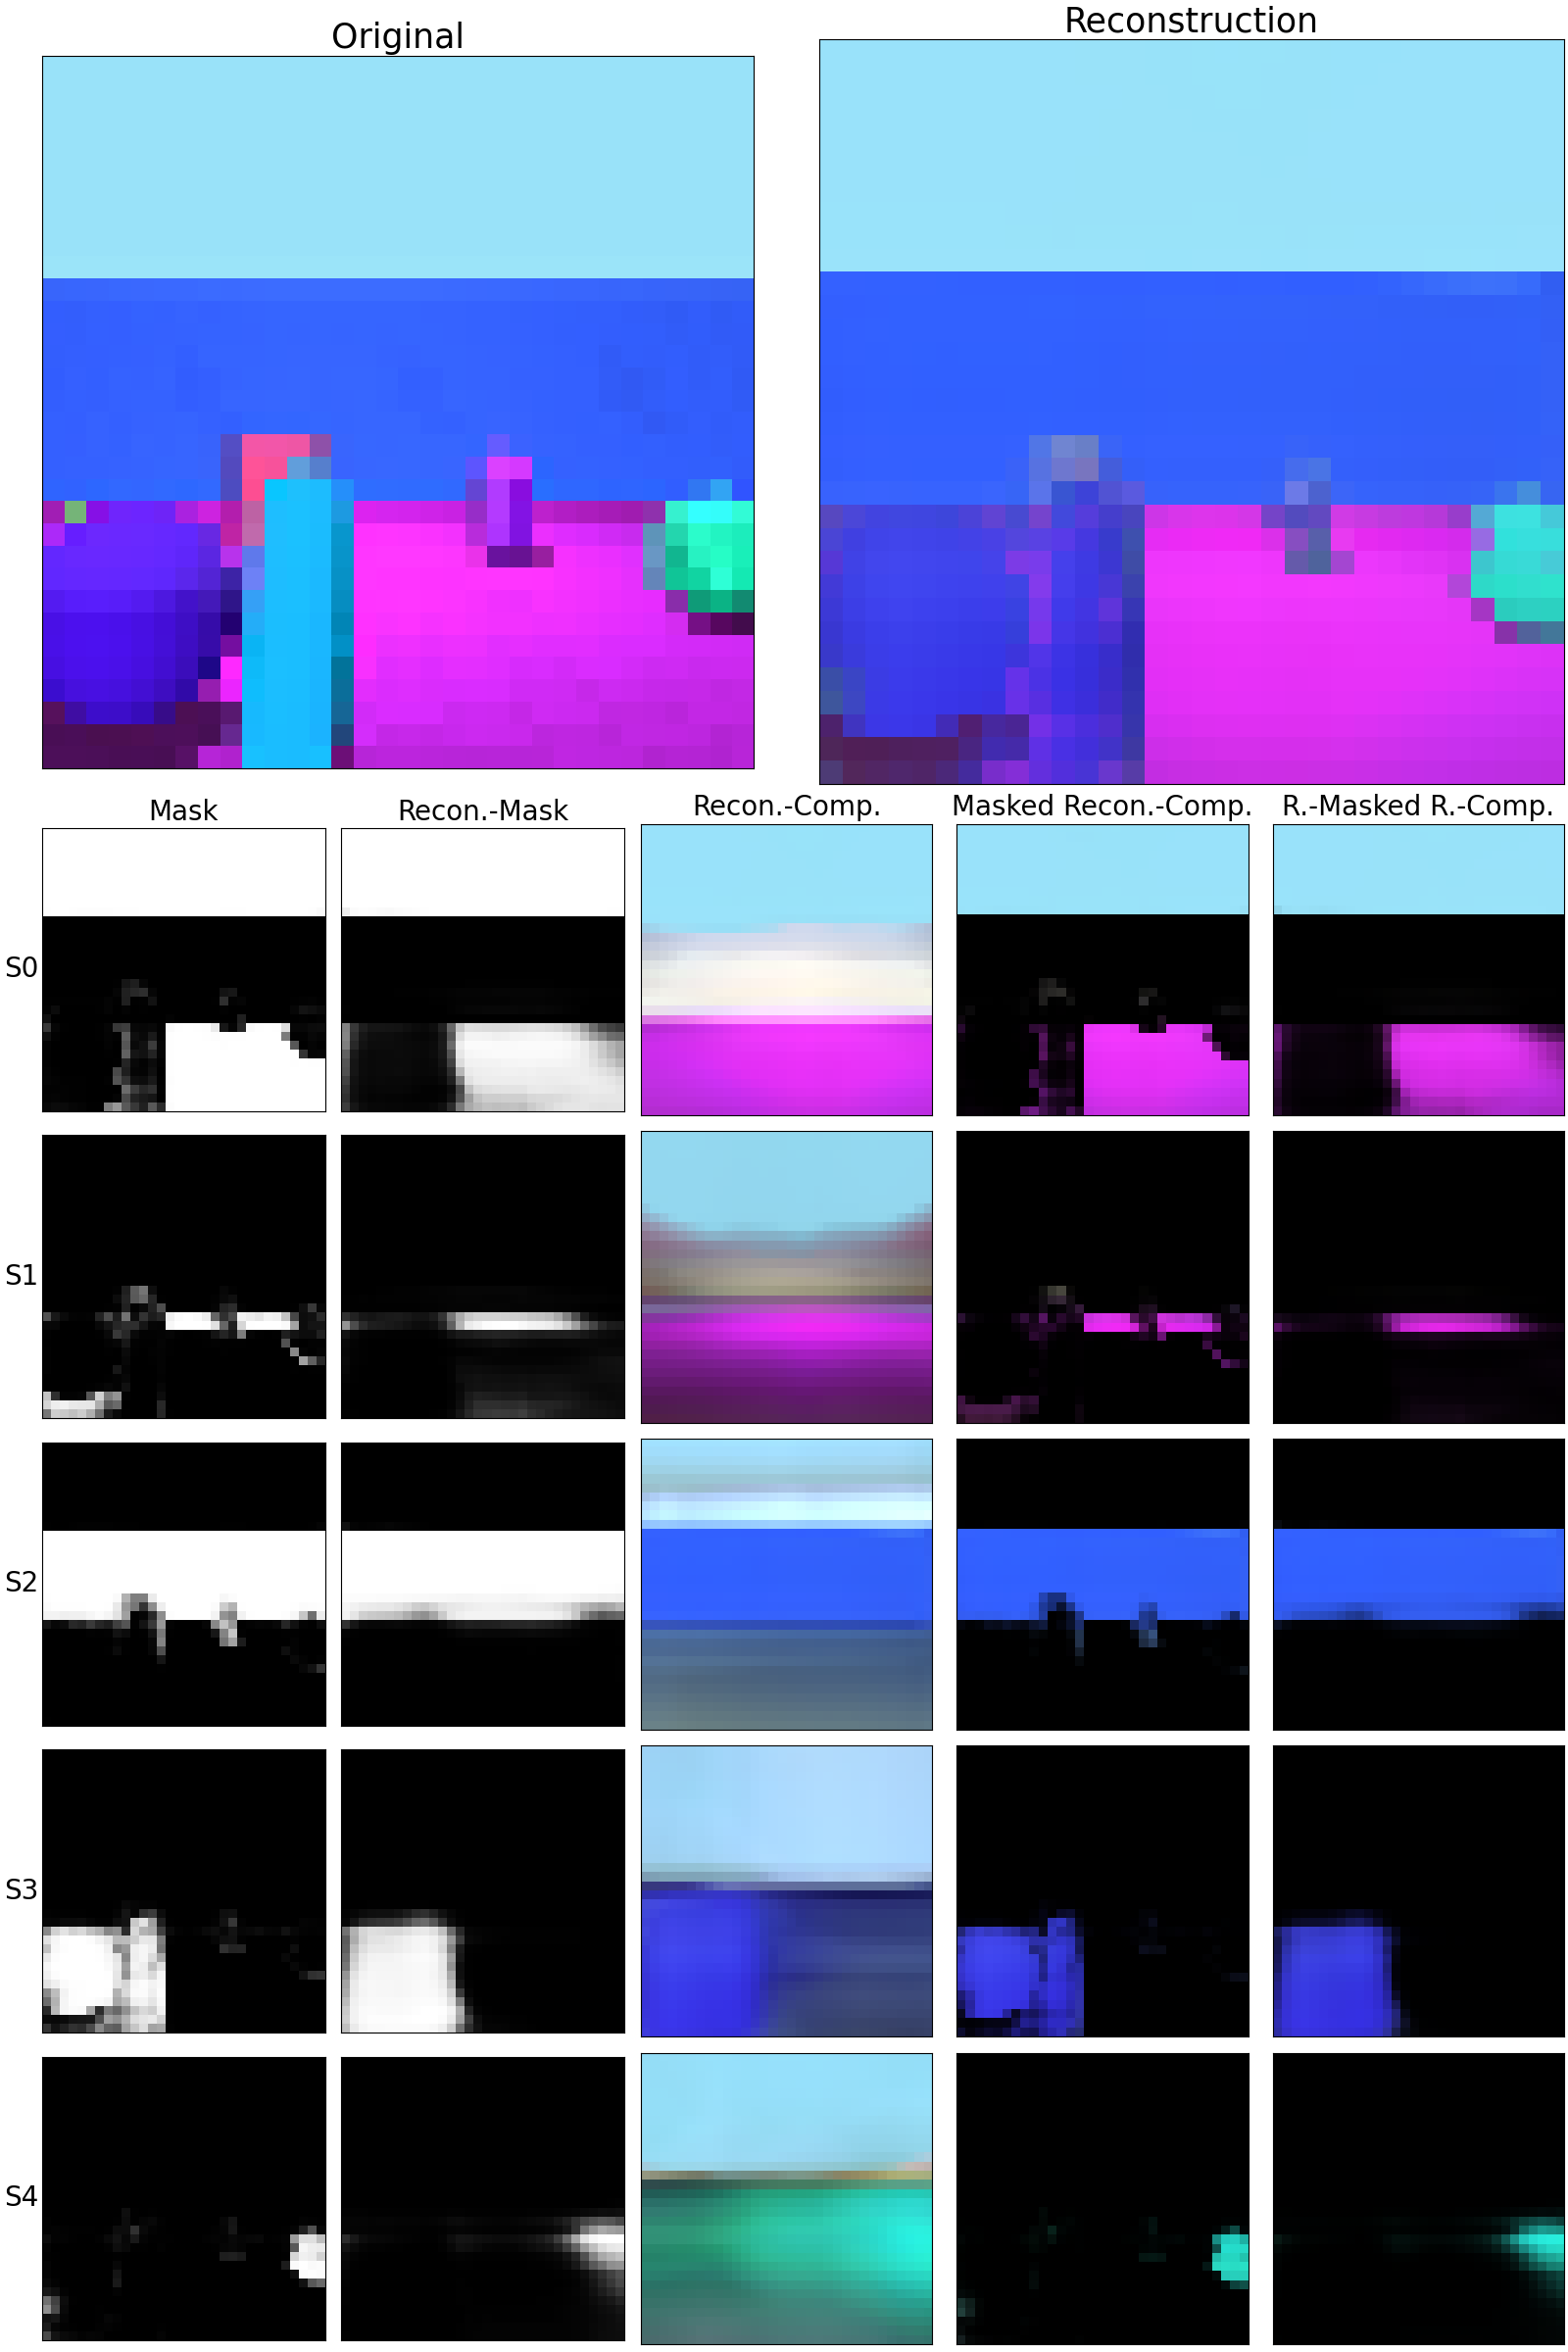 Original
Reconstruction
Mask
Recon.-Mask
Recon.-Comp.
Masked Recon.-Comp.
R.-Masked R.-Comp.
S0
S1
S2
S3
S4